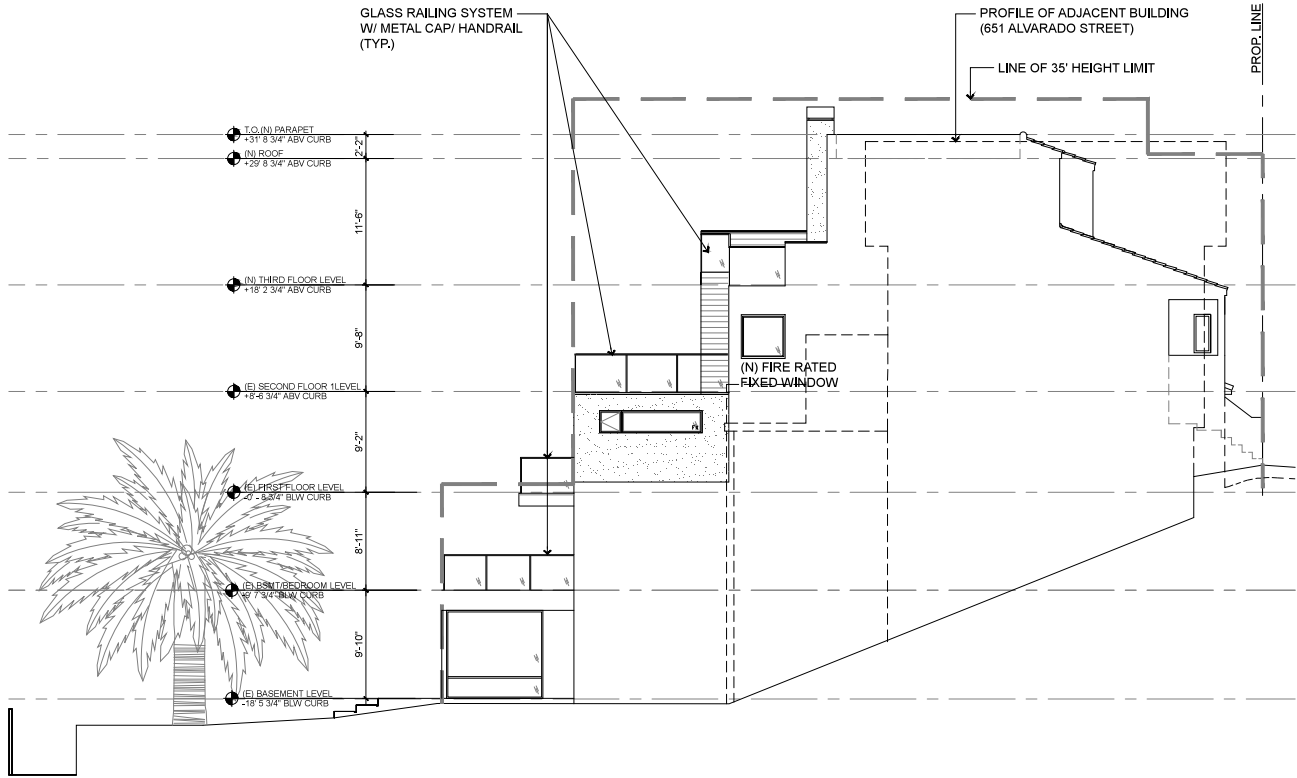 GLASS RAILING SYSTEM
W/ METAL CAP/ HANDRAIL
(TYP.)
PROFILE OF ADJACENT BUILDING
(651 ALVARADO STREET)
LINE OF 35' HEIGHT LIMIT
PROP. LINE
T.O.(N) PARAPET
+31' 8 3/4" ABV CURB
2'-2"
(N) ROOF
+29' 8 3/4" ABV CURB
11'-6"
(N) THIRD FLOOR LEVEL
+18' 2 3/4" ABV CURB
9'-8"
(N) FIRE RATED
FIXED WINDOW
(E) SECOND FLOOR 1LEVEL
+8'-6 3/4" ABV CURB
9'-2"
(E) FIRST FLOOR LEVEL
-0' - 8 3/4" BLW CURB
8'-11"
(E) BSMT/BEDROOM LEVEL
+9' 7 3/4" BLW CURB
9'-10"
(E) BASEMENT LEVEL
-18' 5 3/4" BLW CURB